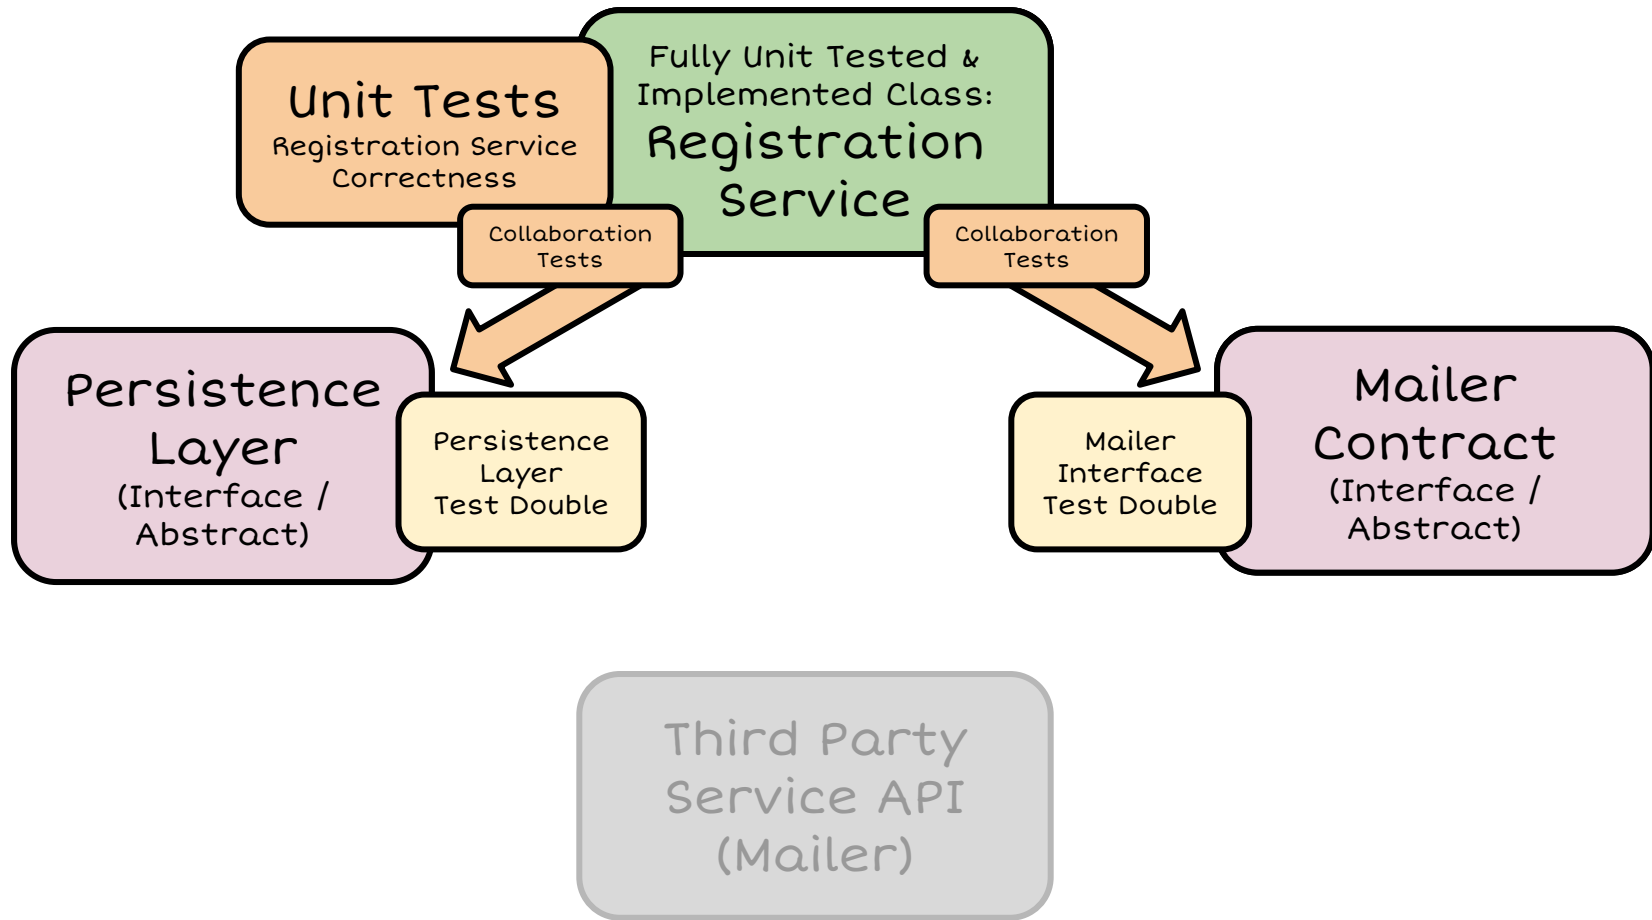 Fully Unit Tested &
Implemented Class:
Registration
Service
Unit Tests
Registration Service
Correctness
Collaboration
Tests
Collaboration
Tests
Persistence
Layer
(Interface /
Abstract)
Persistence
Layer
Test Double
Mailer
Interface
Test Double
Mailer
Contract
(Interface /
Abstract)
Third Party
Service API
(Mailer)